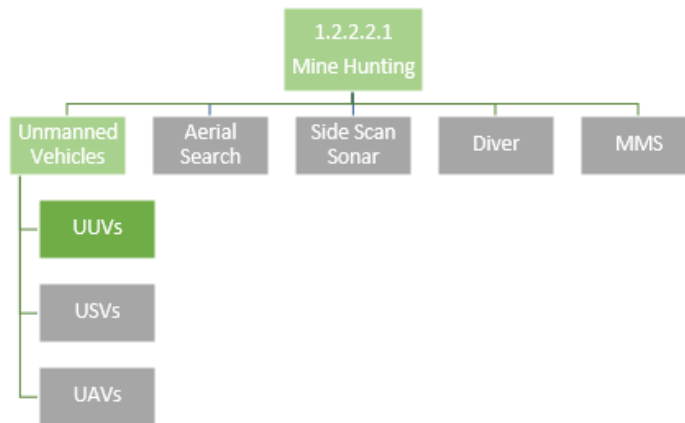 1.2.2.2.1
Mine Hunting
Unmanned
Vehicles
Aerial
Search
Side Scan
Sonar
Diver
MMS
UUVs
USVs
UAVs